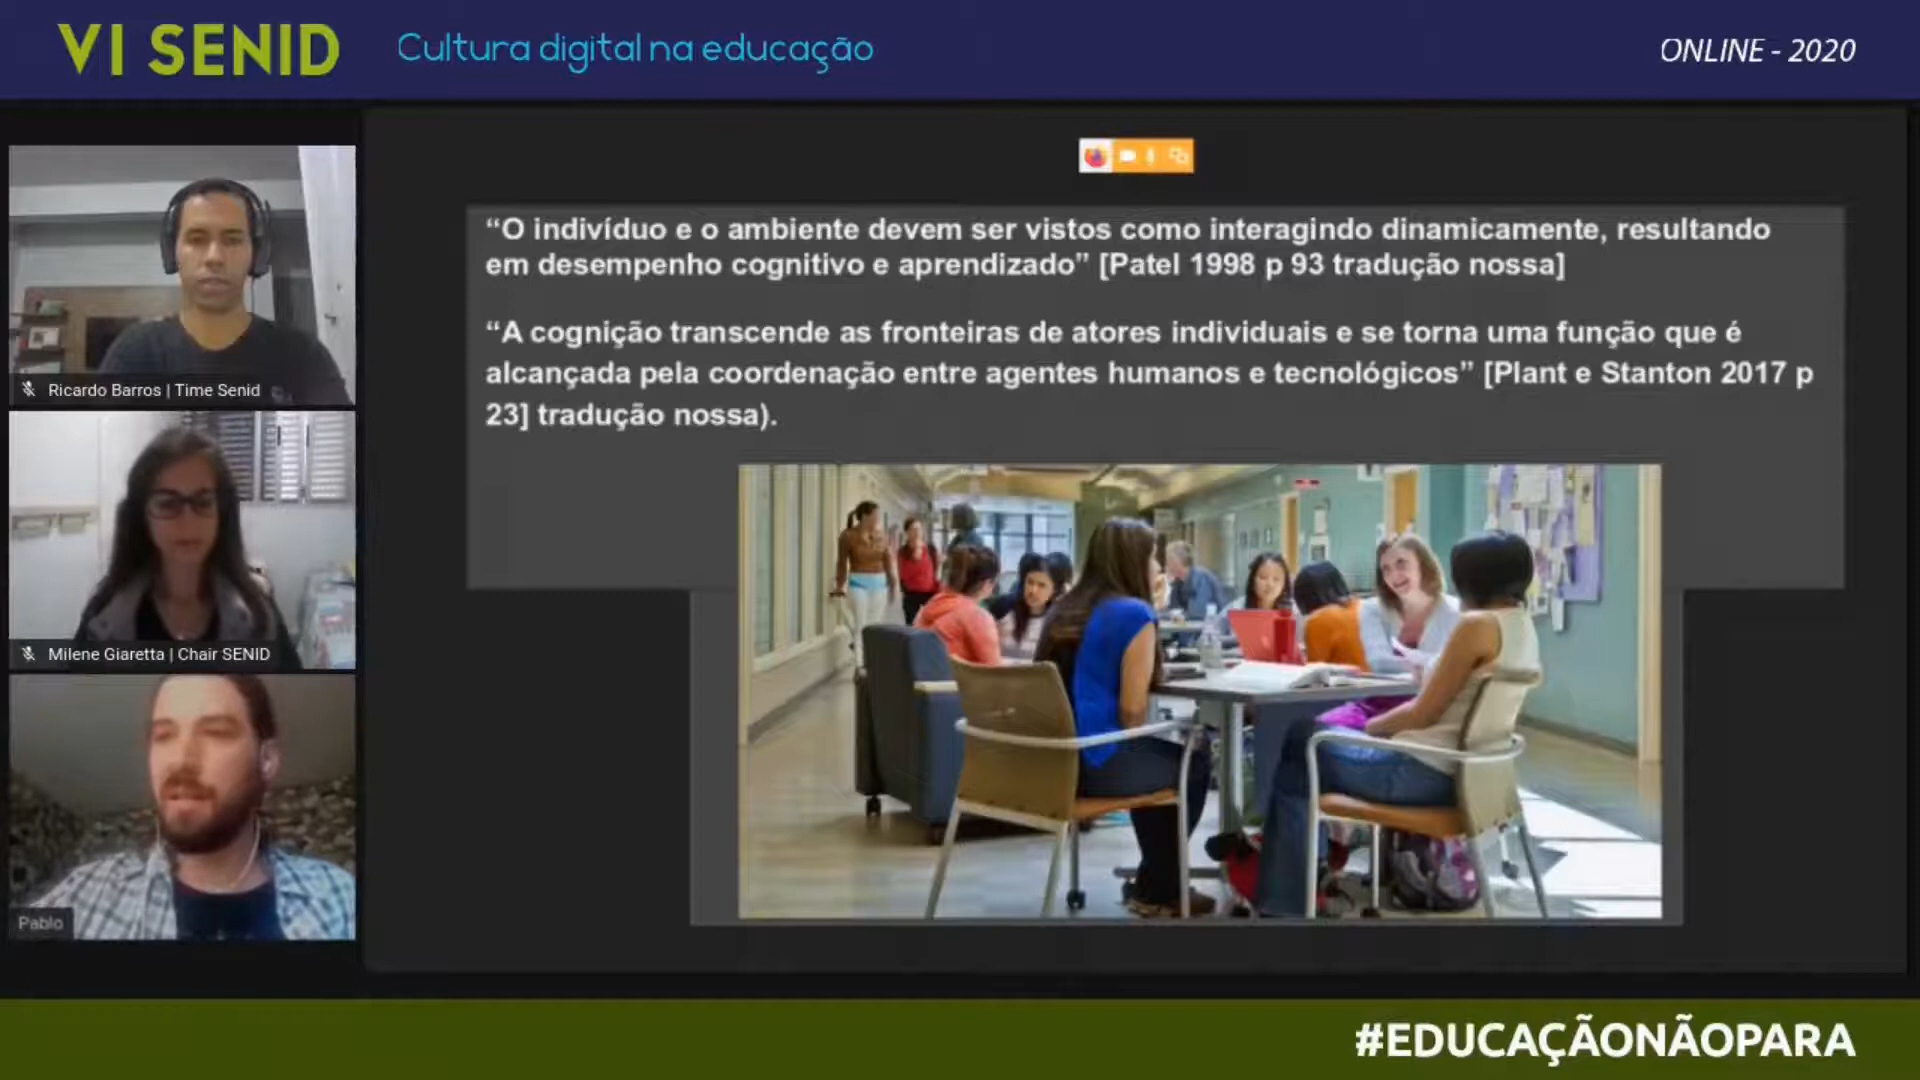 VI SENID
Cultura digital na educação
ONLINE - 2020
“O indivíduo e o ambiente devem ser vistos como interagindo dinamicamente, resultando
em desempenho cognitivo e aprendizado” [Patel 1998 p 93 tradução nossa]
“A cognição transcende as fronteiras de atores individuais e se torna uma função que é
alcançada pela coordenação entre agentes humanos e tecnológicos” [Plant e Stanton 2017 p
23] tradução nossa).
Ricardo Barros | Time Senid
Milene Giaretta | Chair SENID
Pablo
#EDUCAÇÃONÃOPARA